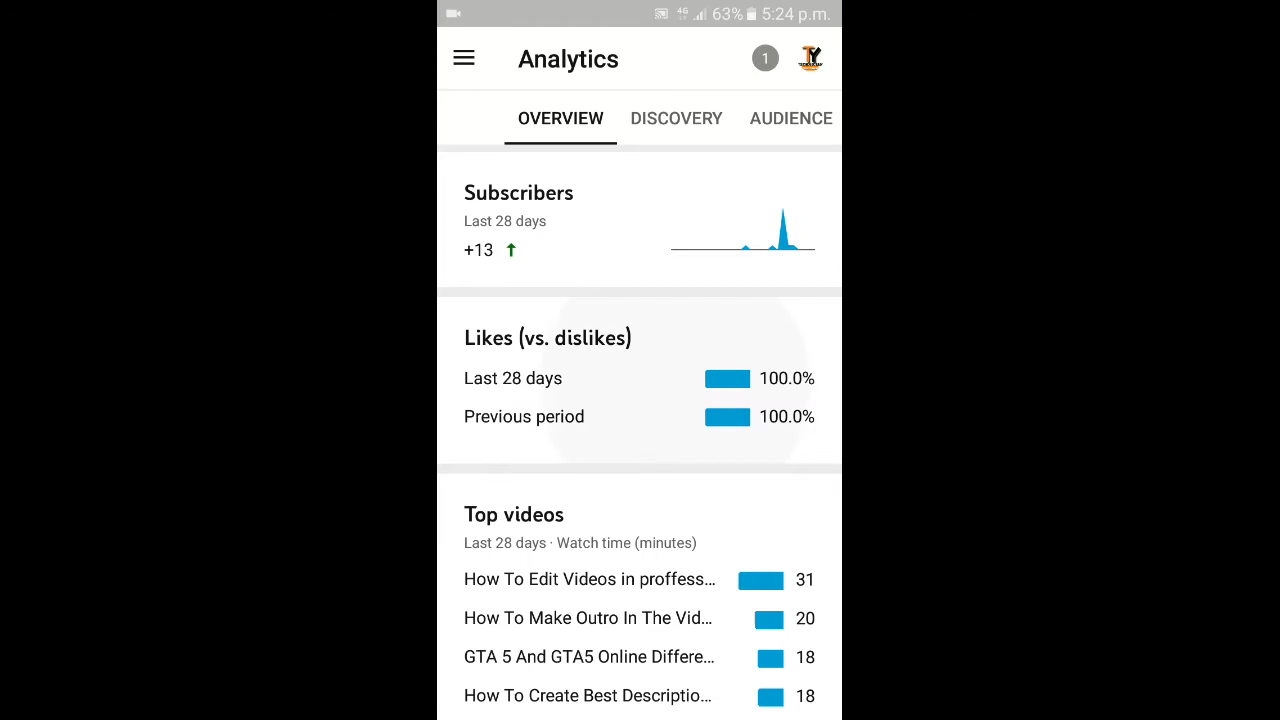 4G 63% 5:24 p.m.
Analytics 1
OVERVIEW DISCOVERY AUDIENCE
Subscribers
Last 28 days
+13
Likes (vs. dislikes)
Last 28 days 100.0%
Previous period 100.0%
Top videos
Last 28 days · Watch time (minutes)
How To Edit Videos in proffess... 31
How To Make Outro In The Vid... 20
GTA 5 And GTA5 Online Differe... 18
How To Create Best Descriptio... 18